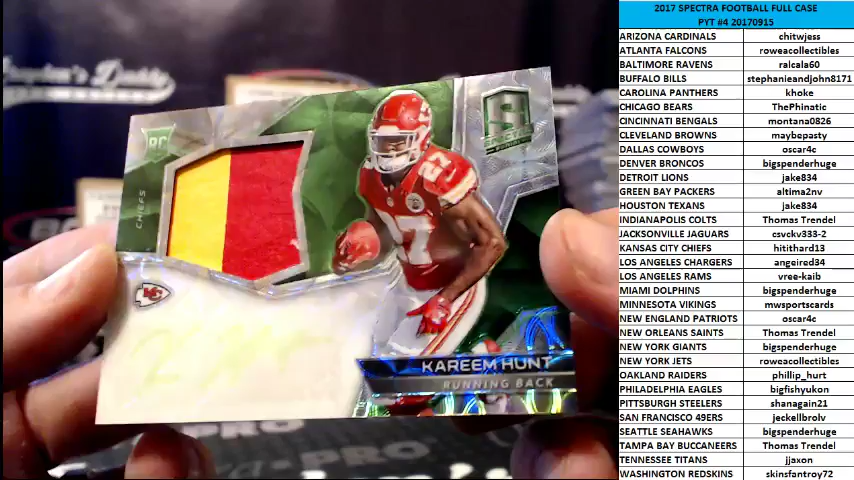 2017 SPECTRA FOOTBALL FULL CASE
PYT #4 20170915
ARIZONA CARDINALS chitwjess
ATLANTA FALCONS roweacollectibles
BALTIMORE RAVENS ralcala60
BUFFALO BILLS stephanieandjohn8171
CAROLINA PANTHERS khoke
CHICAGO BEARS ThePhinatic
CINCINNATI BENGALS montana0826
CLEVELAND BROWNS maybepasty
DALLAS COWBOYS oscar4c
DENVER BRONCOS bigspenderhuge
DETROIT LIONS jake834
GREEN BAY PACKERS altima2nv
HOUSTON TEXANS jake834
INDIANAPOLIS COLTS Thomas Trendel
JACKSONVILLE JAGUARS csvckv333-2
KANSAS CITY CHIEFS hitithard13
LOS ANGELES CHARGERS angeired34
LOS ANGELES RAMS vree-kaib
MIAMI DOLPHINS bigspenderhuge
MINNESOTA VIKINGS mwsportscards
NEW ENGLAND PATRIOTS oscar4c
NEW ORLEANS SAINTS Thomas Trendel
NEW YORK GIANTS bigspenderhuge
NEW YORK JETS roweacollectibles
OAKLAND RAIDERS phillip_hurt
PHILADELPHIA EAGLES bigfishyukon
PITTSBURGH STEELERS shanagain21
SAN FRANCISCO 49ERS jeckellbrolv
SEATTLE SEAHAWKS bigspenderhuge
TAMPA BAY BUCCANEERS Thomas Trendel
TENNESSEE TITANS jjaxon
WASHINGTON REDSKINS skinsfantroy72
Daddy
RC
CHIEFS
SPECTRA
27
27
KC
KAREEM HUNT
RUNNING BACK
PRO